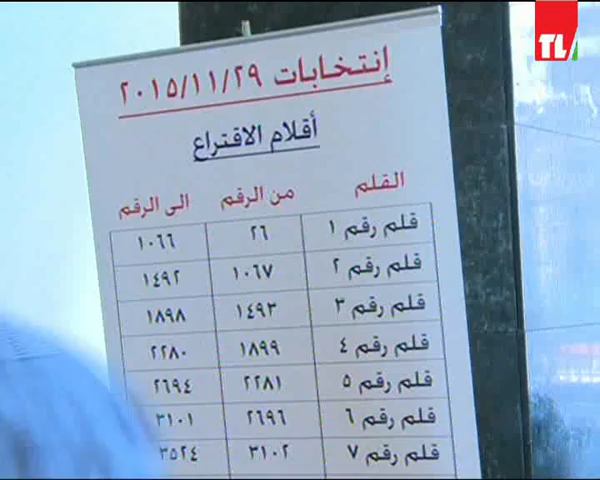 TL
إنتخابات ٢٠١٥/١١/٢٩
أقلام الاقتراع
القلم من الرقم الى الرقم
قلم رقم ١ ٢٦ ١٠٦٦
قلم رقم ٢ ١٠٦٧ ١٤٩٢
قلم رقم ٣ ١٤٩٣ ١٨٩٨
قلم رقم ٤ ١٨٩٩ ٢٢٨٠
قلم رقم ٥ ٢٢٨١ ٢٦٩٤
قلم رقم ٦ ٢٦٩٦ ٣١٠١
قلم رقم ٧ ٣١٠٢ ٣٥٢٤